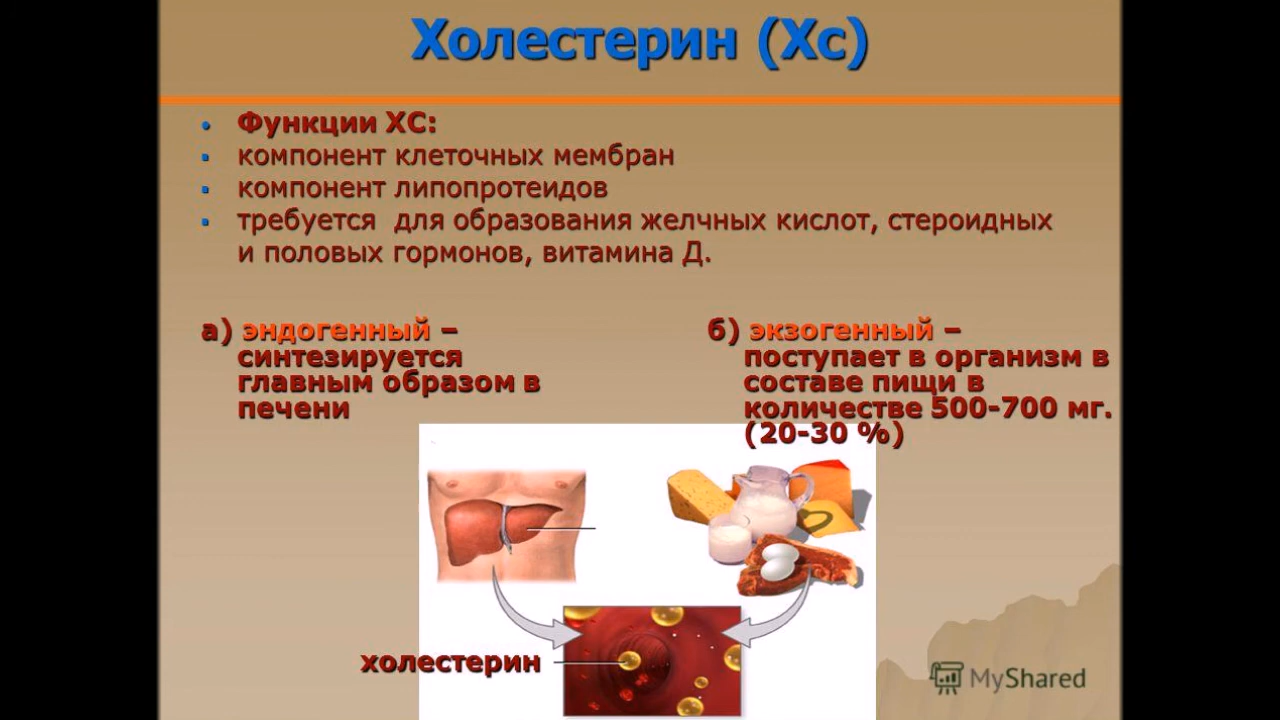 Холестерин (Хс)
Функции ХС:
компонент клеточных мембран
компонент липопротеидов
требуется для образования желчных кислот, стероидных
и половых гормонов, витамина Д.
а) эндогенный –
синтезируется
главным образом в
печени
б) экзогенный –
поступает в организм в
составе пищи в
количестве 500-700 мг.
(20-30 %)
холестерин
MyShared